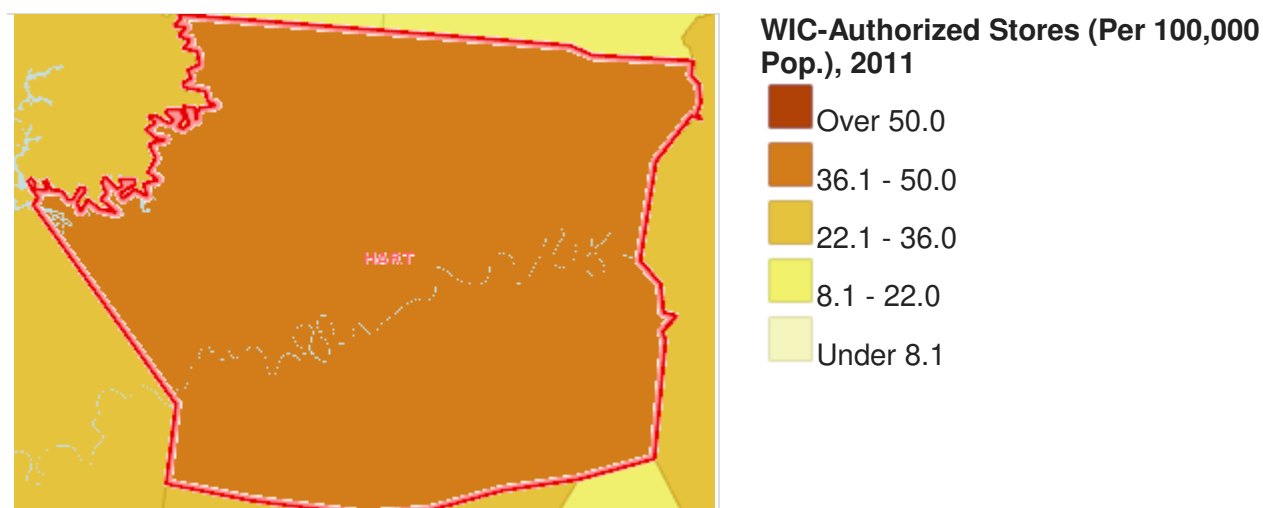 WIC-Authorized Stores (Per 100,000
Pop.), 2011
Over 50.0
36.1 - 50.0
22.1 - 36.0
8.1 - 22.0
Under 8.1
HART